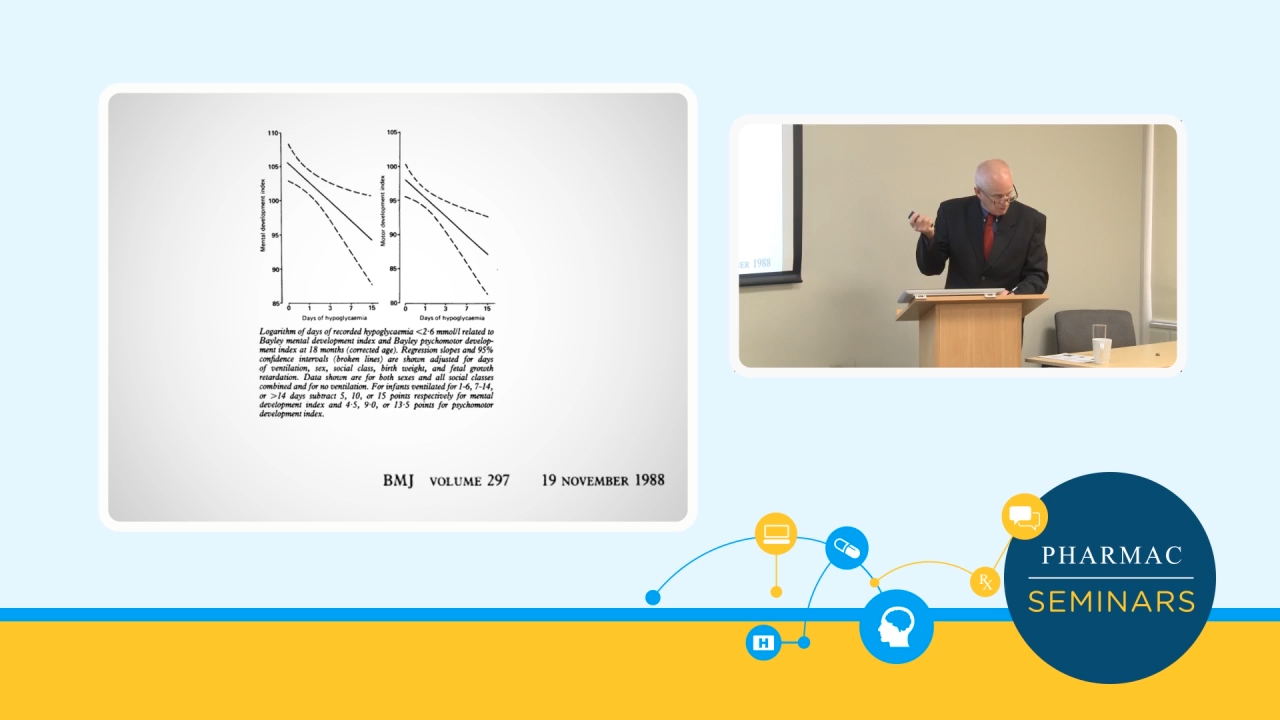 110
105
100
95
90
85
Mental development index
0 1 3 7 15
Days of hypoglycaemia
105
100
95
90
85
80
Motor development index
0 1 3 7 15
Days of hypoglycaemia
Logarithm of days of recorded hypoglycaemia <2·6 mmol/l related to
Bayley mental development index and Bayley psychomotor develop-
ment index at 18 months (corrected age). Regression slopes and 95%
confidence intervals (broken lines) are shown adjusted for days
of ventilation, sex, social class, birth weight, and fetal growth
retardation. Data shown are for both sexes and all social classes
combined and for no ventilation. For infants ventilated for 1-6, 7-14,
or >14 days subtract 5, 10, or 15 points respectively for mental
development index and 4·5, 9·0, or 13·5 points for psychomotor
development index.
BMJ VOLUME 297 19 NOVEMBER 1988
ER 1988
H
Rx
PHARMAC
SEMINARS